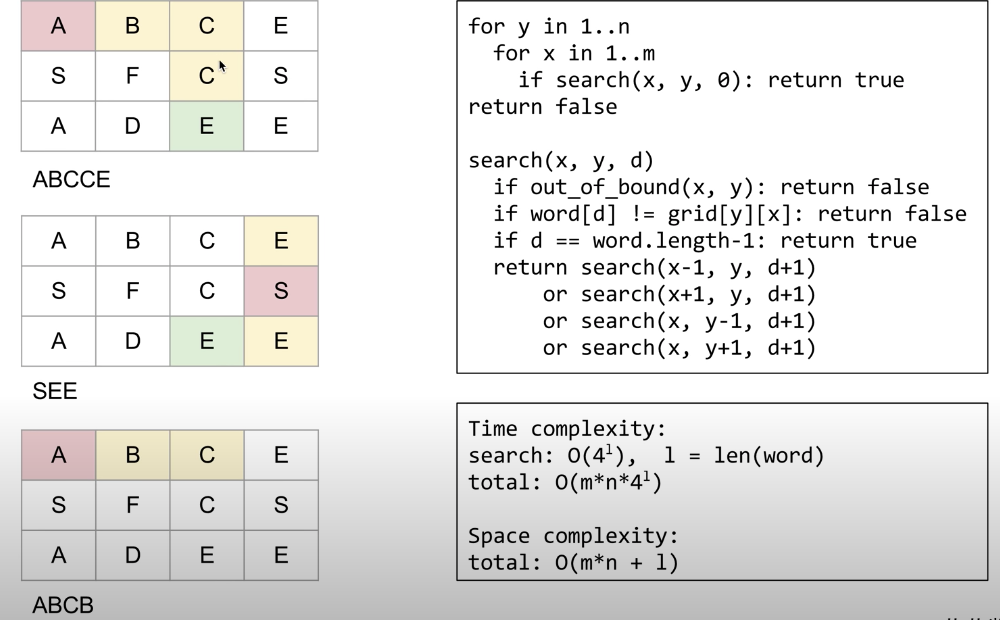 A B C E
S F C S
A D E E
ABCCE
A B C E
S F C S
A D E E
SEE
A B C E
S F C S
A D E E
ABCB
for y in 1..n
for x in 1..m
if search(x, y, 0): return true
return false
search(x, y, d)
if out_of_bound(x, y): return false
if word[d] != grid[y][x]: return false
if d == word.length-1: return true
return search(x-1, y, d+1)
or search(x+1, y, d+1)
or search(x, y-1, d+1)
or search(x, y+1, d+1)
Time complexity:
search: O(4ˡ), l = len(word)
total: O(m*n*4ˡ)
Space complexity:
total: O(m*n + l)